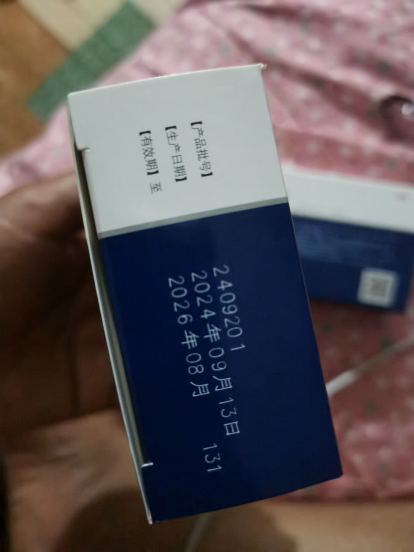 【产品批号】 2409201
【生产日期】 2024年09月13日
【有效期】 至 2026年08月 131